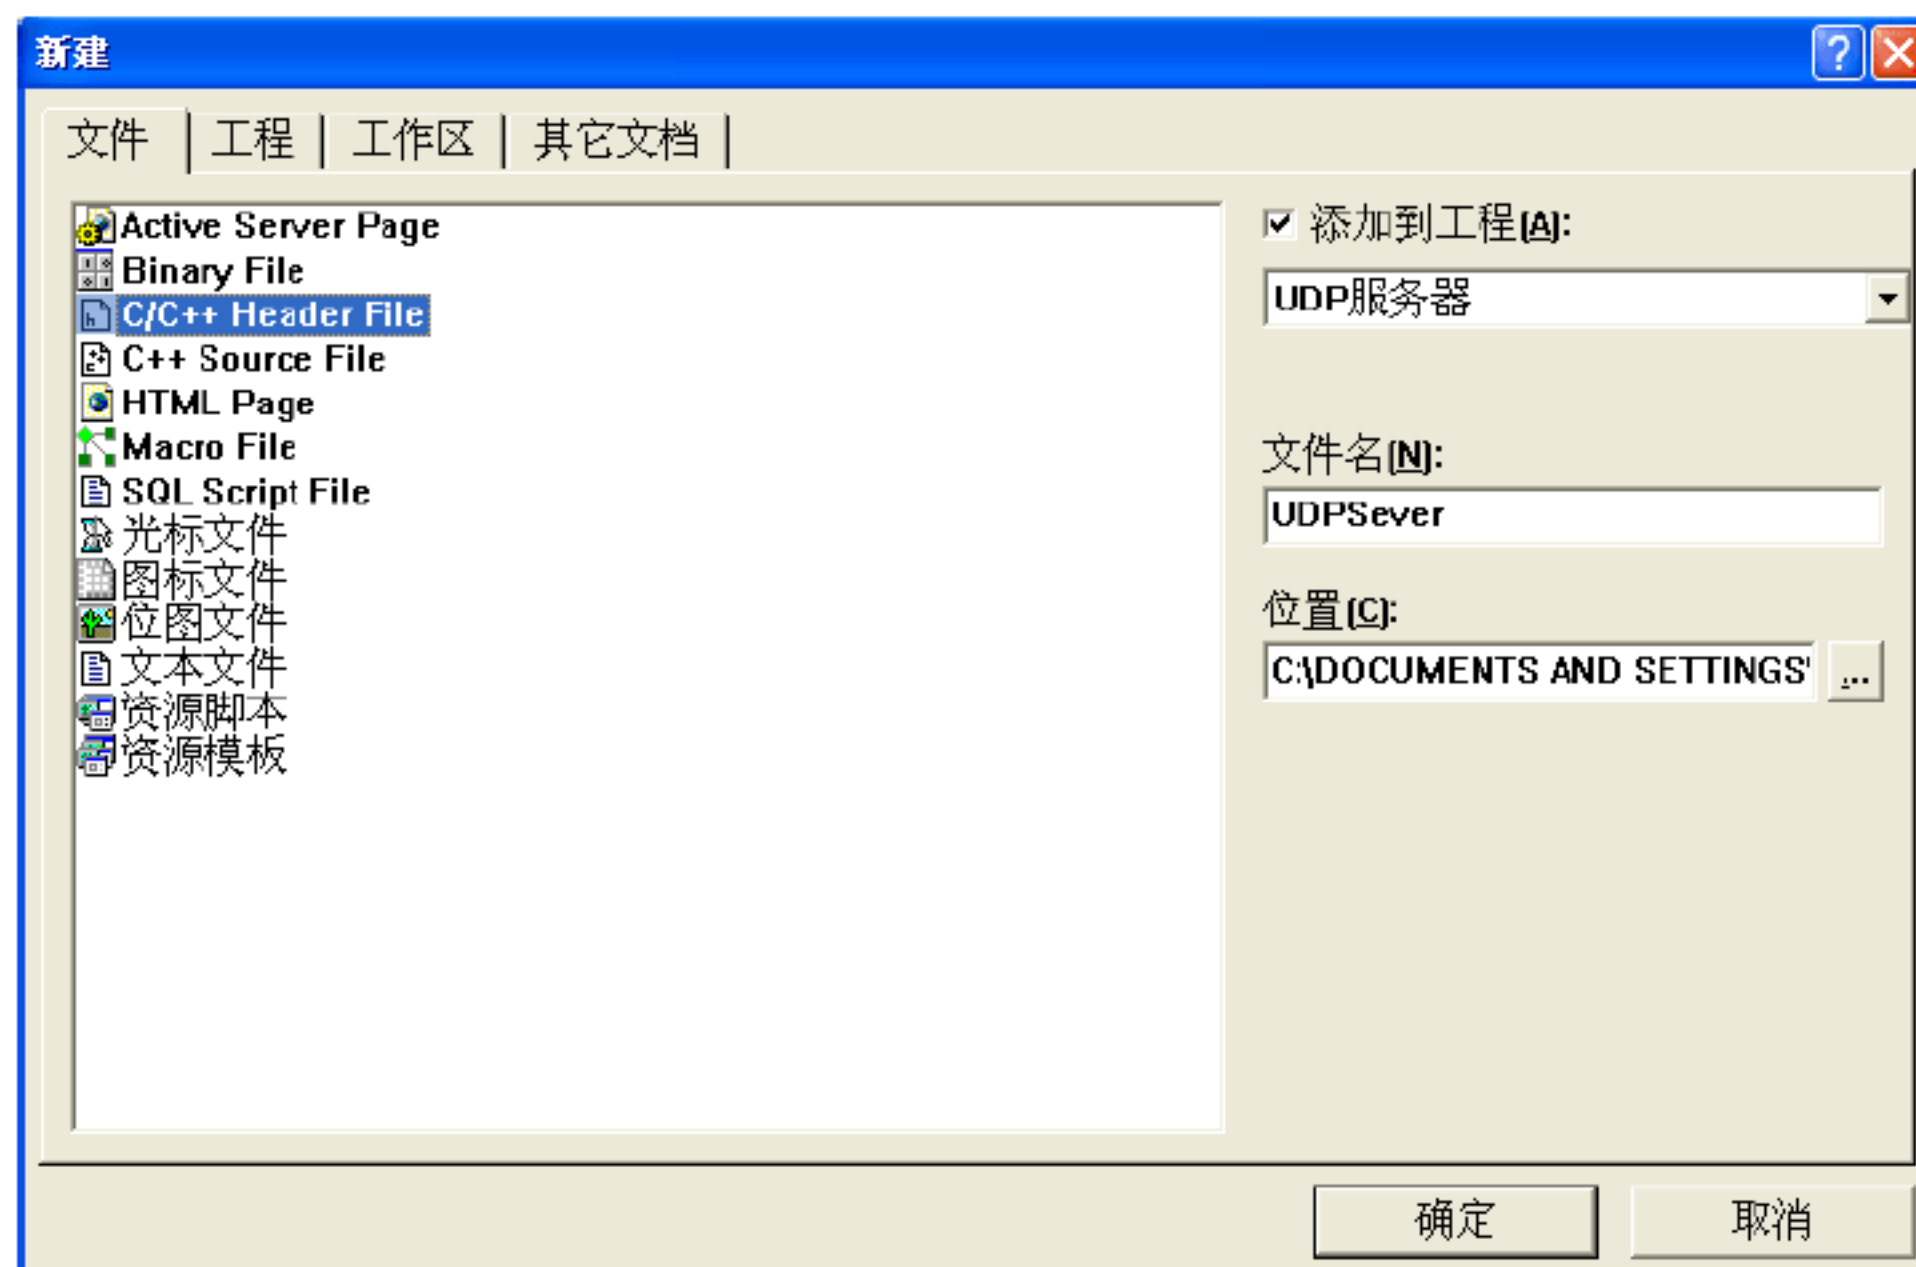 新建
文件 工程 工作区 其它文档
Active Server Page
Binary File
C/C++ Header File
C++ Source File
HTML Page
Macro File
SQL Script File
光标文件
图标文件
位图文件
文本文件
资源脚本
资源模板
添加到工程(A):
UDP服务器
文件名(N):
UDPSever
位置(C):
C:\DOCUMENTS AND SETTINGS'
...
确定 取消